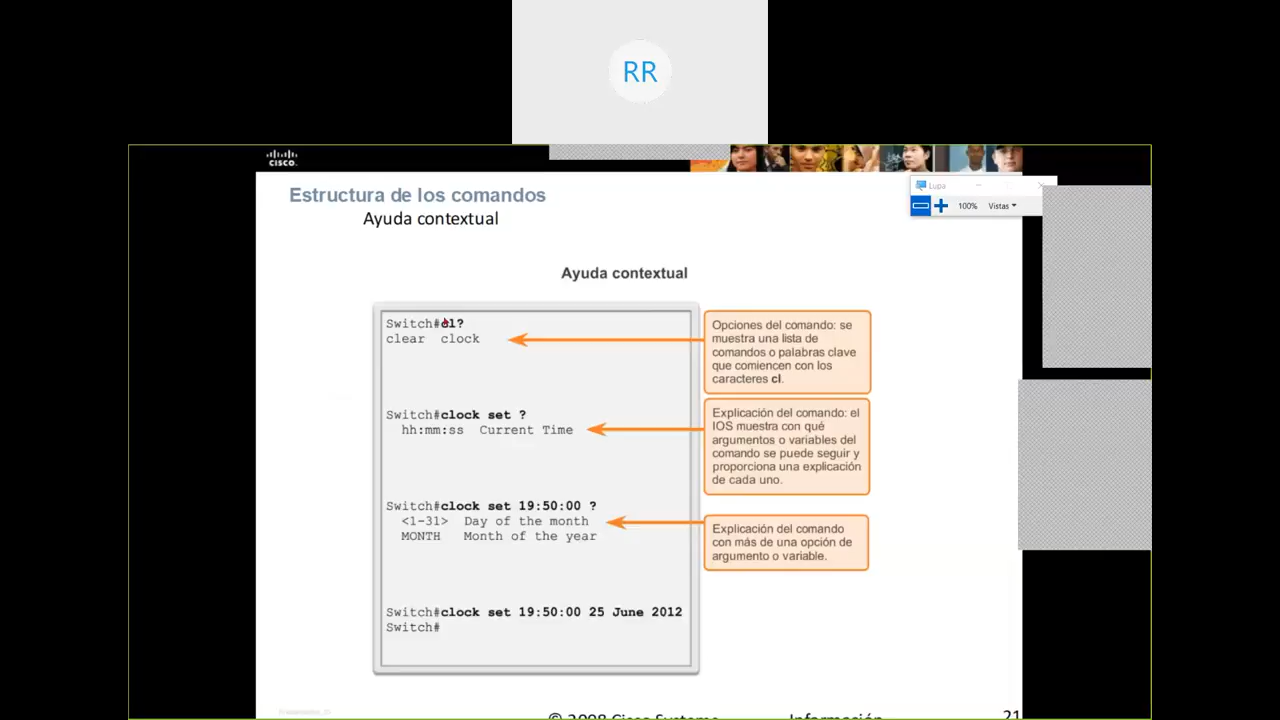 RR
CISCO
Estructura de los comandos
Ayuda contextual
Lupa
100% Vistas
Ayuda contextual
Switch#cl?
clear clock
Opciones del comando: se
muestra una lista de
comandos o palabras clave
que comiencen con los
caracteres cl.
Switch#clock set ?
hh:mm:ss Current Time
Explicación del comando: el
IOS muestra con qué
argumentos o variables del
comando se puede seguir y
proporciona una explicación
de cada uno.
Switch#clock set 19:50:00 ?
<1-31> Day of the month
MONTH Month of the year
Explicación del comando
con más de una opción de
argumento o variable.
Switch#clock set 19:50:00 25 June 2012
Switch#
© 2008 Cisco Systems Información 21